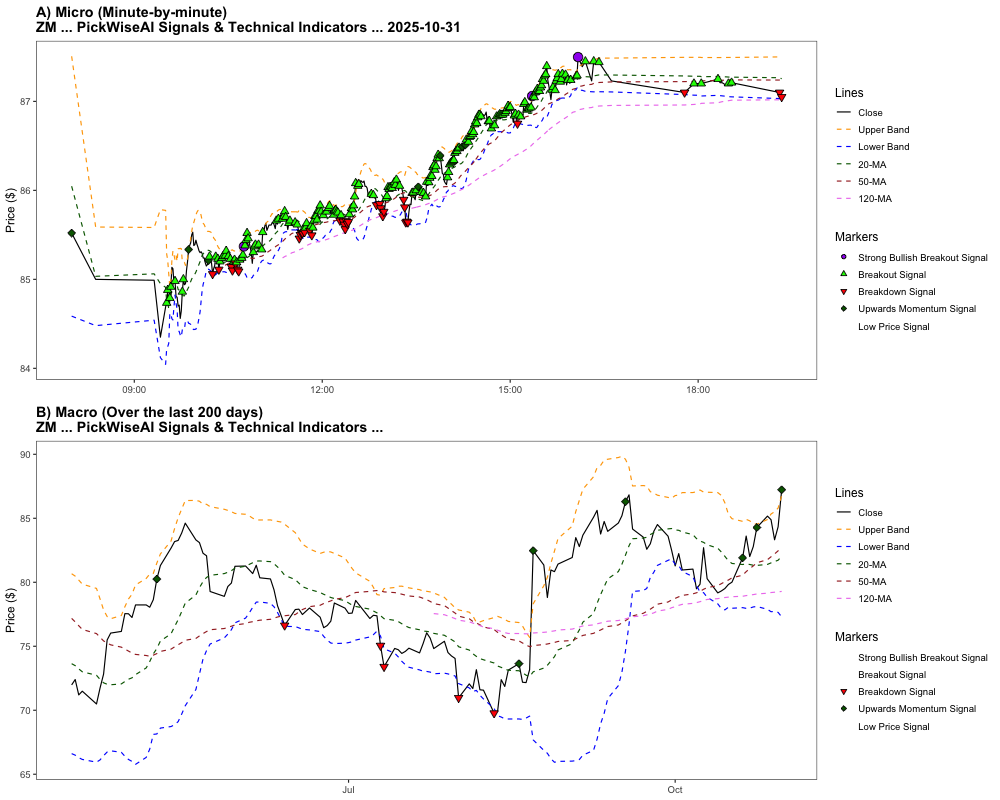 A) Micro (Minute-by-minute)
ZM ... PickWiseAI Signals & Technical Indicators ... 2025-10-31
Price ($)
87
86
85
84
09:00
12:00
15:00
18:00
Lines
Close
Upper Band
Lower Band
20-MA
50-MA
120-MA
Markers
Strong Bullish Breakout Signal
Breakout Signal
Breakdown Signal
Upwards Momentum Signal
Low Price Signal
B) Macro (Over the last 200 days)
ZM ... PickWiseAI Signals & Technical Indicators ...
Price ($)
90
85
80
75
70
65
Jul
Oct
Lines
Close
Upper Band
Lower Band
20-MA
50-MA
120-MA
Markers
Strong Bullish Breakout Signal
Breakout Signal
Breakdown Signal
Upwards Momentum Signal
Low Price Signal